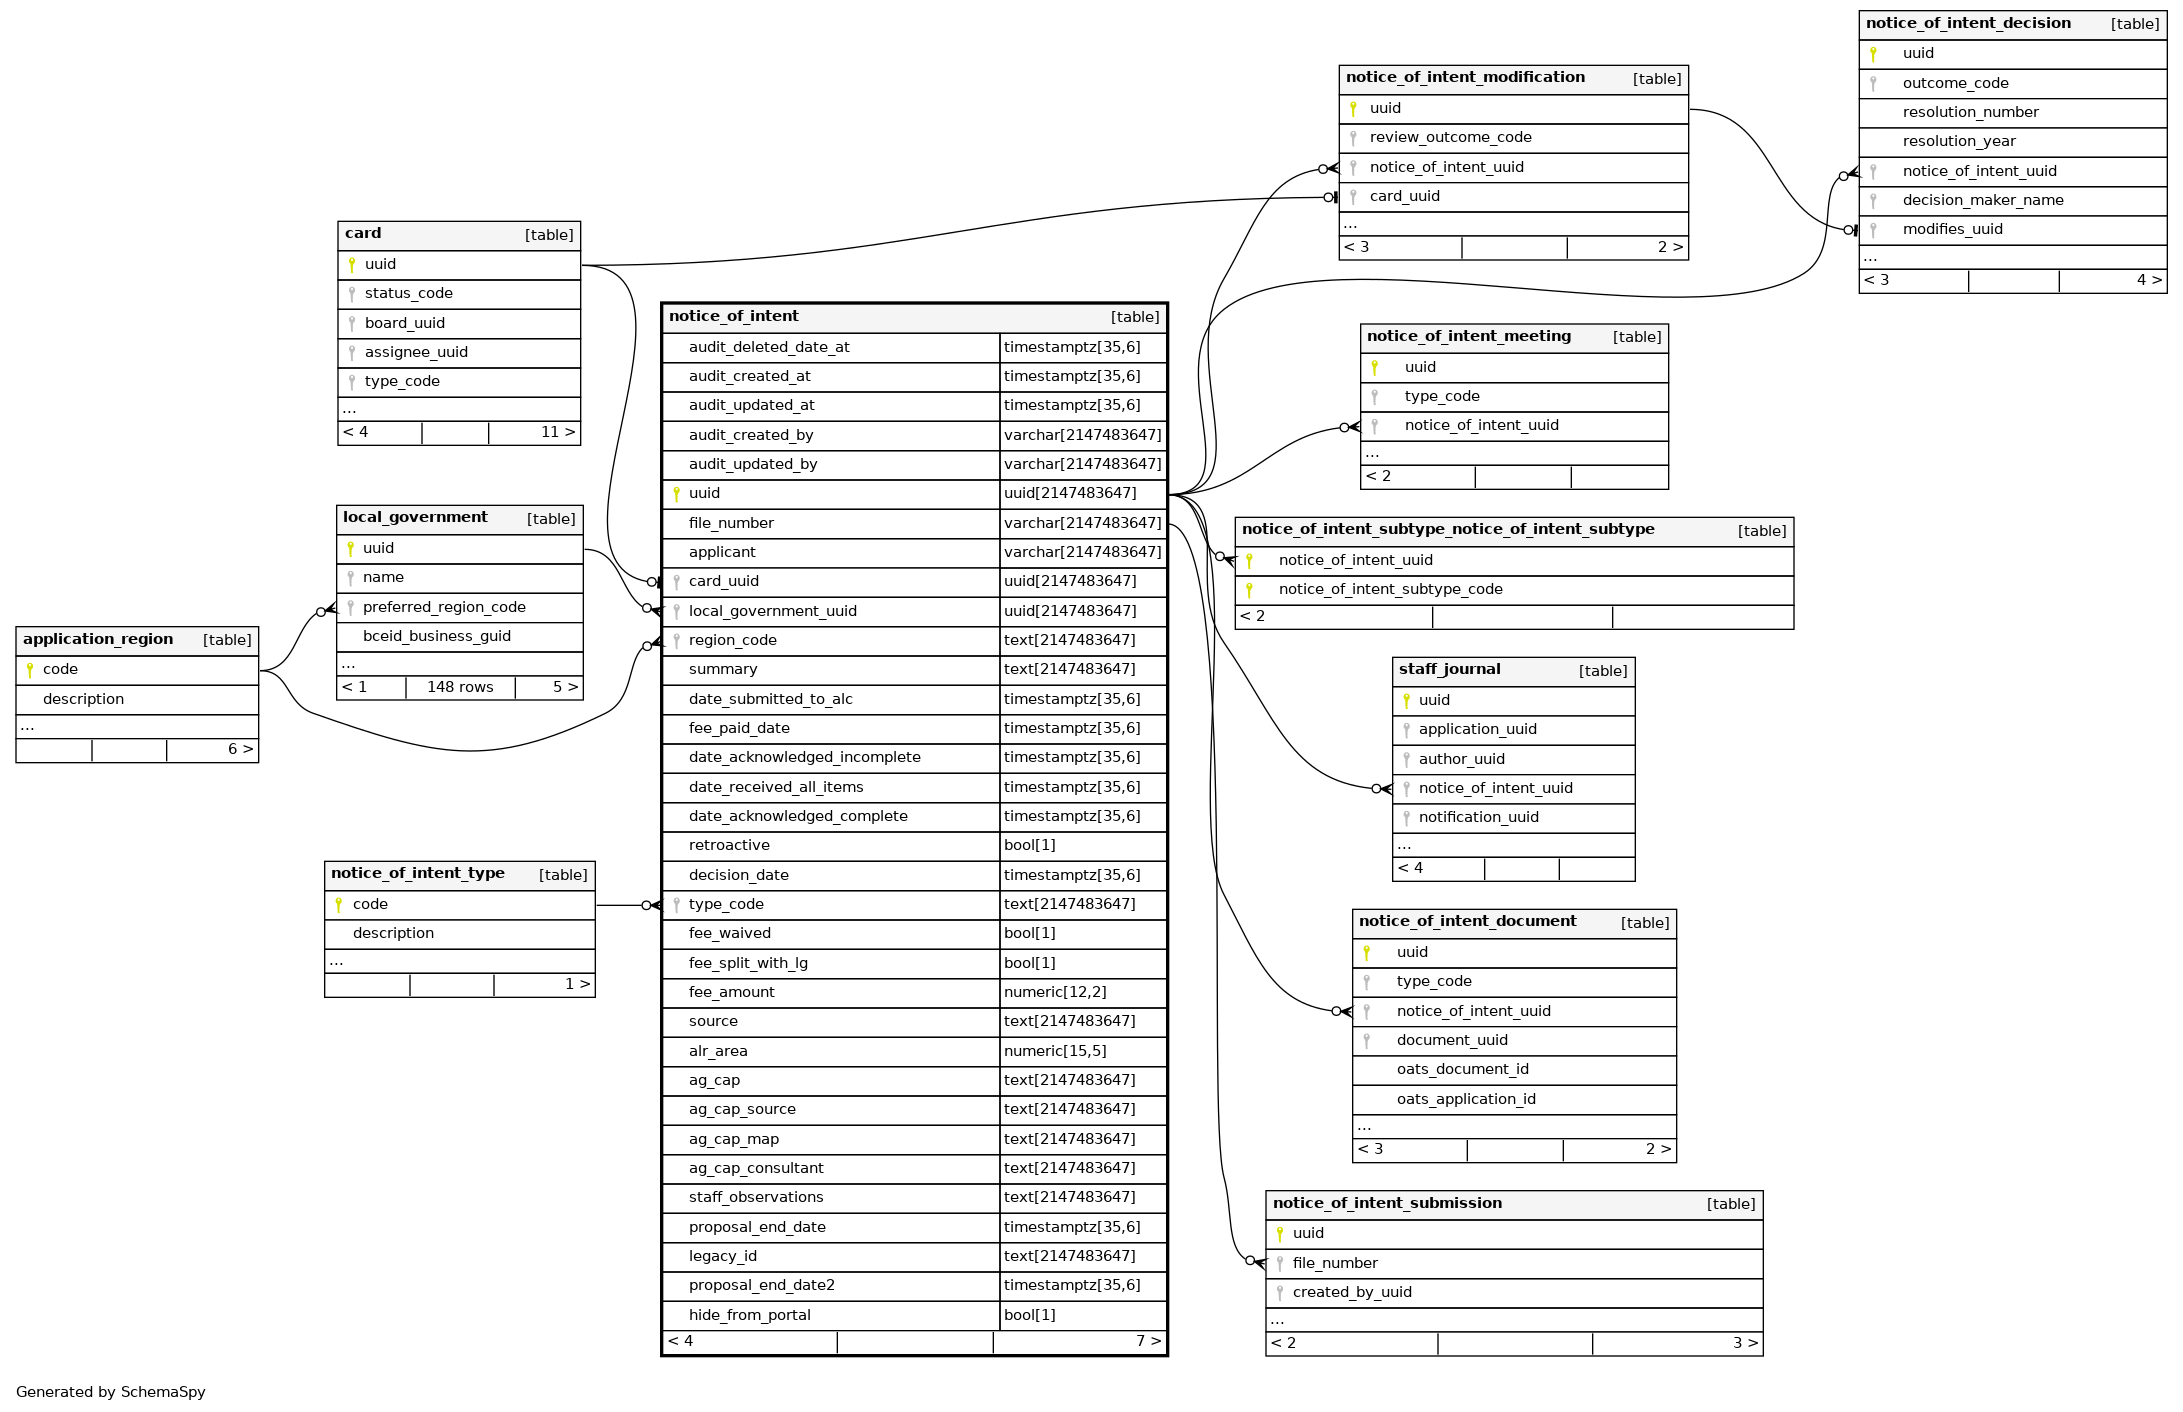 notice_of_intent_decision [table]
uuid
outcome_code
resolution_number
resolution_year
notice_of_intent_uuid
decision_maker_name
modifies_uuid
...
< 3 4 >
notice_of_intent_modification [table]
uuid
review_outcome_code
notice_of_intent_uuid
card_uuid
...
< 3 2 >
card [table]
uuid
status_code
board_uuid
assignee_uuid
type_code
...
< 4 11 >
local_government [table]
uuid
name
preferred_region_code
bceid_business_guid
...
< 1 148 rows 5 >
application_region [table]
code
description
...
6 >
notice_of_intent_type [table]
code
description
...
1 >
notice_of_intent [table]
audit_deleted_date_at timestamptz[35,6]
audit_created_at timestamptz[35,6]
audit_updated_at timestamptz[35,6]
audit_created_by varchar[2147483647]
audit_updated_by varchar[2147483647]
uuid uuid[2147483647]
file_number varchar[2147483647]
applicant varchar[2147483647]
card_uuid uuid[2147483647]
local_government_uuid uuid[2147483647]
region_code text[2147483647]
summary text[2147483647]
date_submitted_to_alc timestamptz[35,6]
fee_paid_date timestamptz[35,6]
date_acknowledged_incomplete timestamptz[35,6]
date_received_all_items timestamptz[35,6]
date_acknowledged_complete timestamptz[35,6]
retroactive bool[1]
decision_date timestamptz[35,6]
type_code text[2147483647]
fee_waived bool[1]
fee_split_with_lg bool[1]
fee_amount numeric[12,2]
source text[2147483647]
alr_area numeric[15,5]
ag_cap text[2147483647]
ag_cap_source text[2147483647]
ag_cap_map text[2147483647]
ag_cap_consultant text[2147483647]
staff_observations text[2147483647]
proposal_end_date timestamptz[35,6]
legacy_id text[2147483647]
proposal_end_date2 timestamptz[35,6]
hide_from_portal bool[1]
< 4 7 >
notice_of_intent_meeting [table]
uuid
type_code
notice_of_intent_uuid
...
< 2
notice_of_intent_subtype_notice_of_intent_subtype [table]
notice_of_intent_uuid
notice_of_intent_subtype_code
< 2
staff_journal [table]
uuid
application_uuid
author_uuid
notice_of_intent_uuid
notification_uuid
...
< 4
notice_of_intent_document [table]
uuid
type_code
notice_of_intent_uuid
document_uuid
oats_document_id
oats_application_id
...
< 3 2 >
notice_of_intent_submission [table]
uuid
file_number
created_by_uuid
...
< 2 3 >
Generated by SchemaSpy